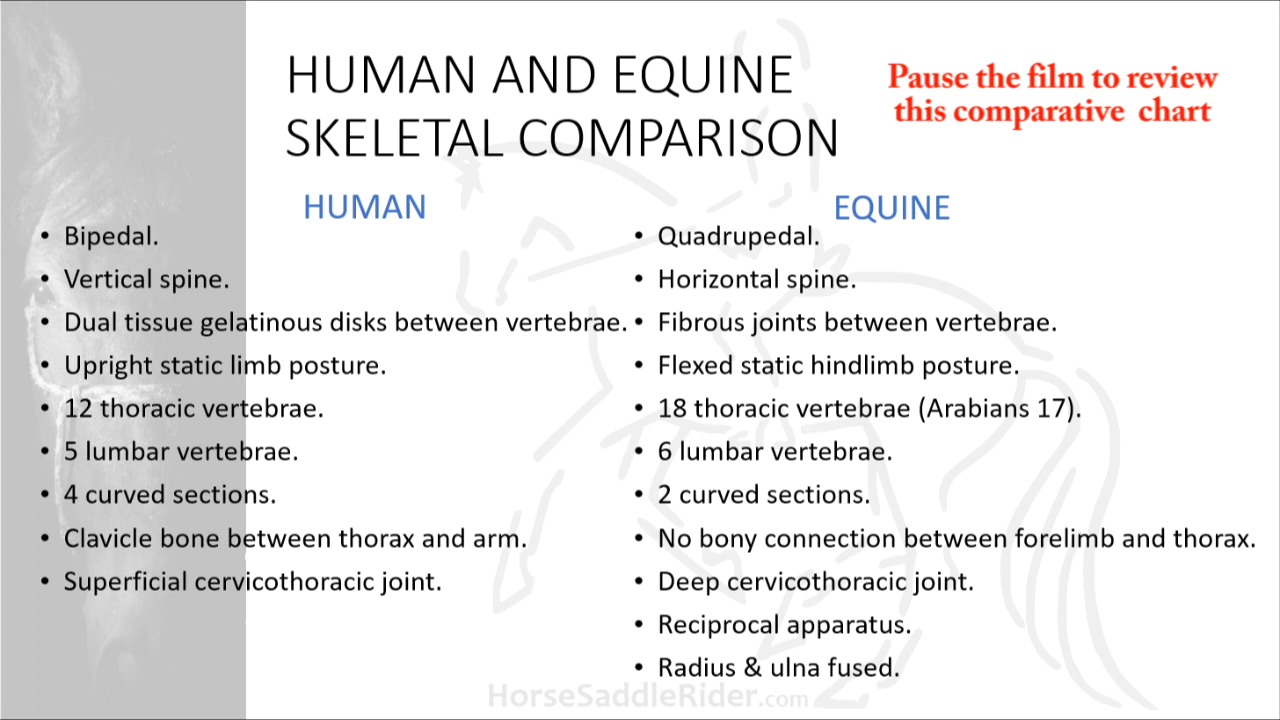 HUMAN AND EQUINE
SKELETAL COMPARISON
Pause the film to review
this comparative chart
HUMAN
• Bipedal.
• Vertical spine.
• Dual tissue gelatinous disks between vertebrae.
• Upright static limb posture.
• 12 thoracic vertebrae.
• 5 lumbar vertebrae.
• 4 curved sections.
• Clavicle bone between thorax and arm.
• Superficial cervicothoracic joint.
EQUINE
• Quadrupedal.
• Horizontal spine.
• Fibrous joints between vertebrae.
• Flexed static hindlimb posture.
• 18 thoracic vertebrae (Arabians 17).
• 6 lumbar vertebrae.
• 2 curved sections.
• No bony connection between forelimb and thorax.
• Deep cervicothoracic joint.
• Reciprocal apparatus.
• Radius & ulna fused.
HorseSaddleRider.com